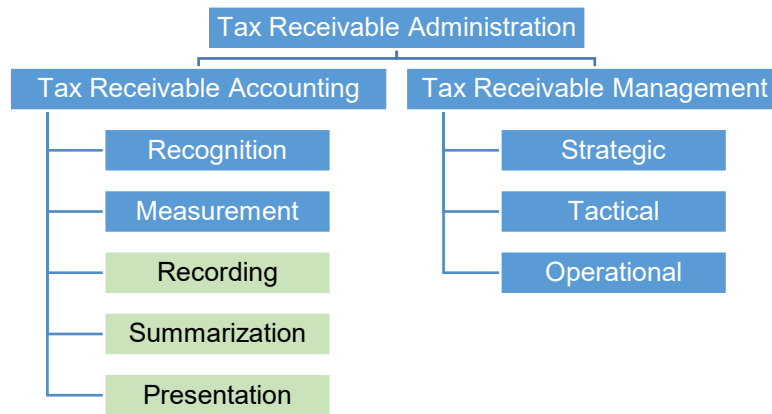 Tax Receivable Administration
Tax Receivable Accounting
Recognition
Measurement
Recording
Summarization
Presentation
Tax Receivable Management
Strategic
Tactical
Operational